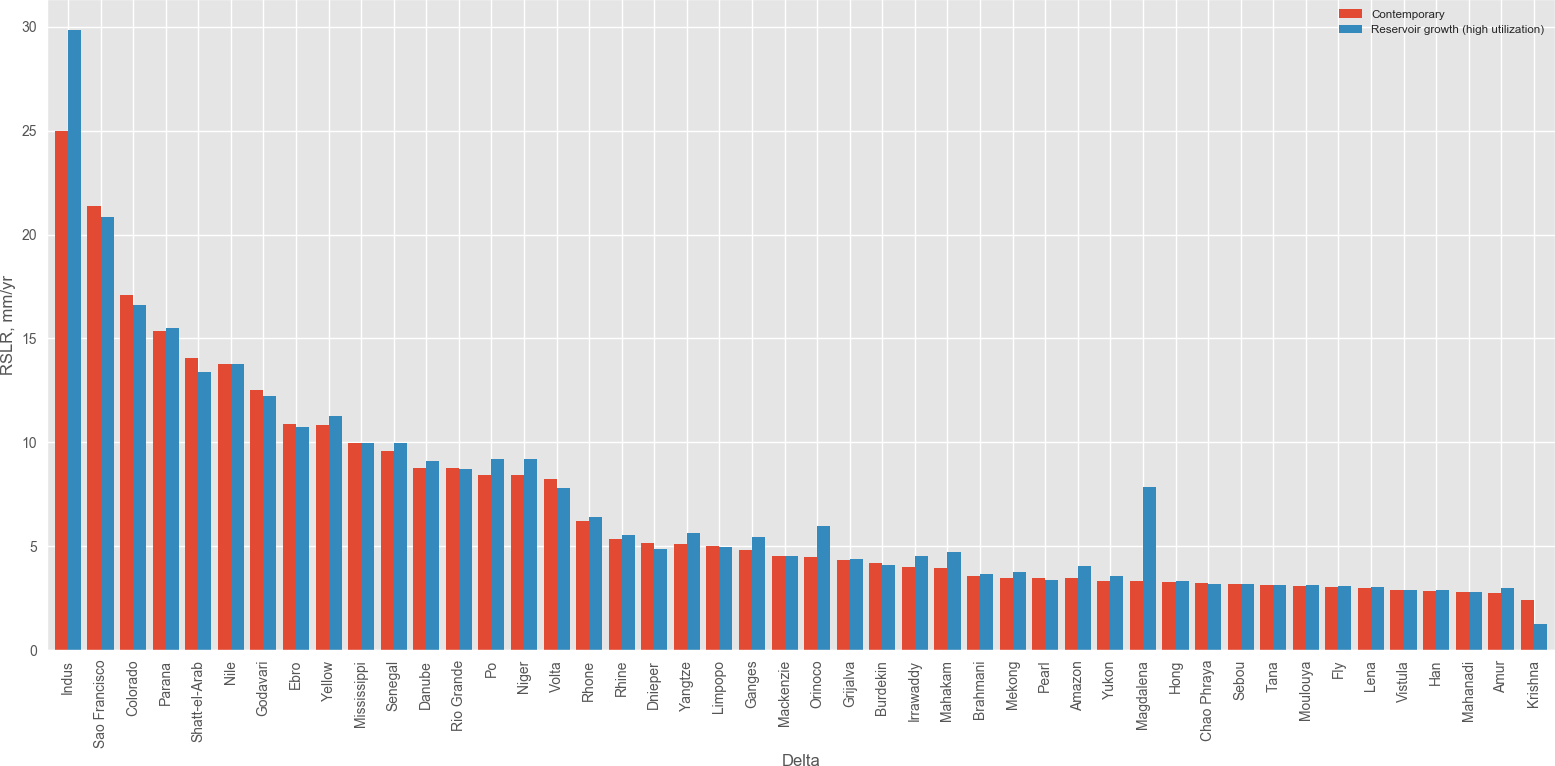 Contemporary
Reservoir growth (high utilization)
30
25
20
15
10
5
0
RSLR, mm/yr
Indus
Sao Francisco
Colorado
Parana
Shatt-el-Arab
Nile
Godavari
Ebro
Yellow
Mississippi
Senegal
Danube
Rio Grande
Po
Niger
Volta
Rhone
Rhine
Dnieper
Yangtze
Limpopo
Ganges
Mackenzie
Orinoco
Grijalva
Burdekin
Irrawaddy
Mahakam
Brahmani
Mekong
Pearl
Amazon
Yukon
Magdalena
Hong
Chao Phraya
Sebou
Tana
Moulouya
Fly
Lena
Vistula
Han
Mahanadi
Amur
Krishna
Delta